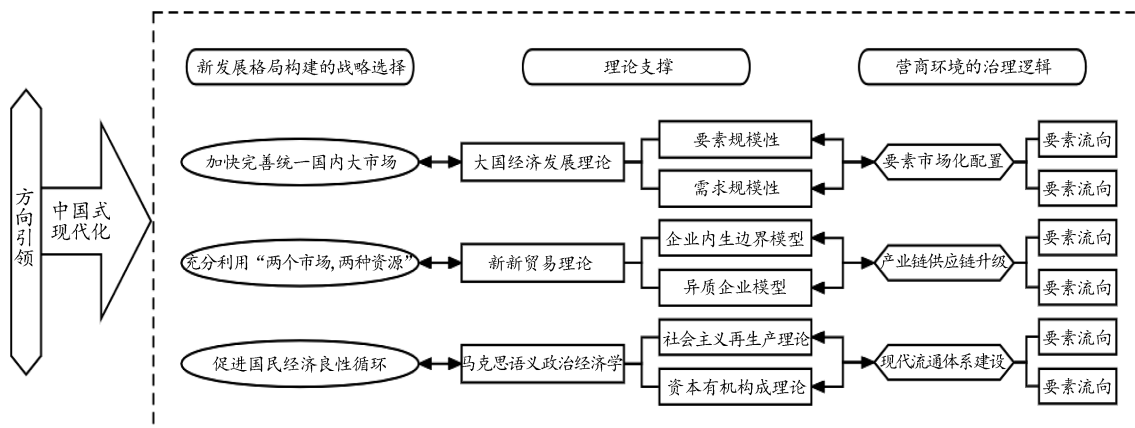 新发展格局构建的战略选择
理论支撑
营商环境的治理逻辑
方向引领
中国式
现代化
加快完善统一国内大市场
大国经济发展理论
要素规模性
需求规模性
要素市场化配置
要素流向
要素流向
充分利用“两个市场,两种资源”
新新贸易理论
企业内生边界模型
异质企业模型
产业链供应链升级
要素流向
要素流向
促进国民经济良性循环
马克思语义政治经济学
社会主义再生产理论
资本有机构成理论
现代流通体系建设
要素流向
要素流向